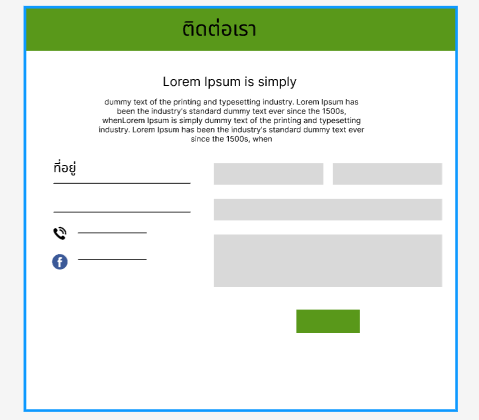 ติดต่อเรา
Lorem Ipsum is simply
dummy text of the printing and typesetting industry. Lorem Ipsum has
been the industry's standard dummy text ever since the 1500s,
whenLorem Ipsum is simply dummy text of the printing and typesetting
industry. Lorem Ipsum has been the industry's standard dummy text ever
since the 1500s, when
ที่อยู่